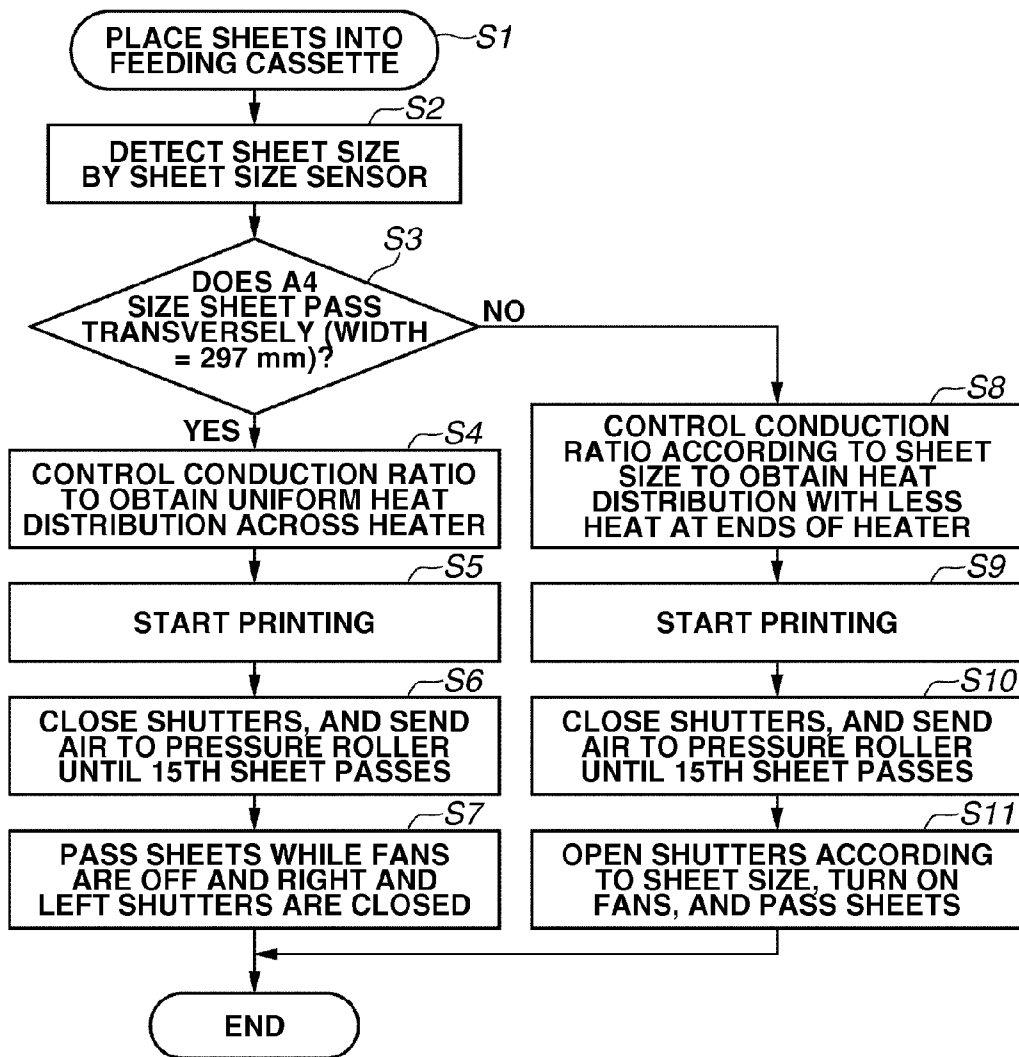 PLACE SHEETS INTO
FEEDING CASSETTE
S1
S2
DETECT SHEET SIZE
BY SHEET SIZE SENSOR
S3
DOES A4
SIZE SHEET PASS
TRANSVERSELY (WIDTH
= 297 mm)?
NO
YES
S4
CONTROL CONDUCTION RATIO
TO OBTAIN UNIFORM HEAT
DISTRIBUTION ACROSS HEATER
S5
START PRINTING
S6
CLOSE SHUTTERS, AND SEND
AIR TO PRESSURE ROLLER
UNTIL 15TH SHEET PASSES
S7
PASS SHEETS WHILE FANS
ARE OFF AND RIGHT AND
LEFT SHUTTERS ARE CLOSED
S8
CONTROL CONDUCTION
RATIO ACCORDING TO SHEET
SIZE TO OBTAIN HEAT
DISTRIBUTION WITH LESS
HEAT AT ENDS OF HEATER
S9
START PRINTING
S10
CLOSE SHUTTERS, AND SEND
AIR TO PRESSURE ROLLER
UNTIL 15TH SHEET PASSES
S11
OPEN SHUTTERS ACCORDING
TO SHEET SIZE, TURN ON
FANS, AND PASS SHEETS
END